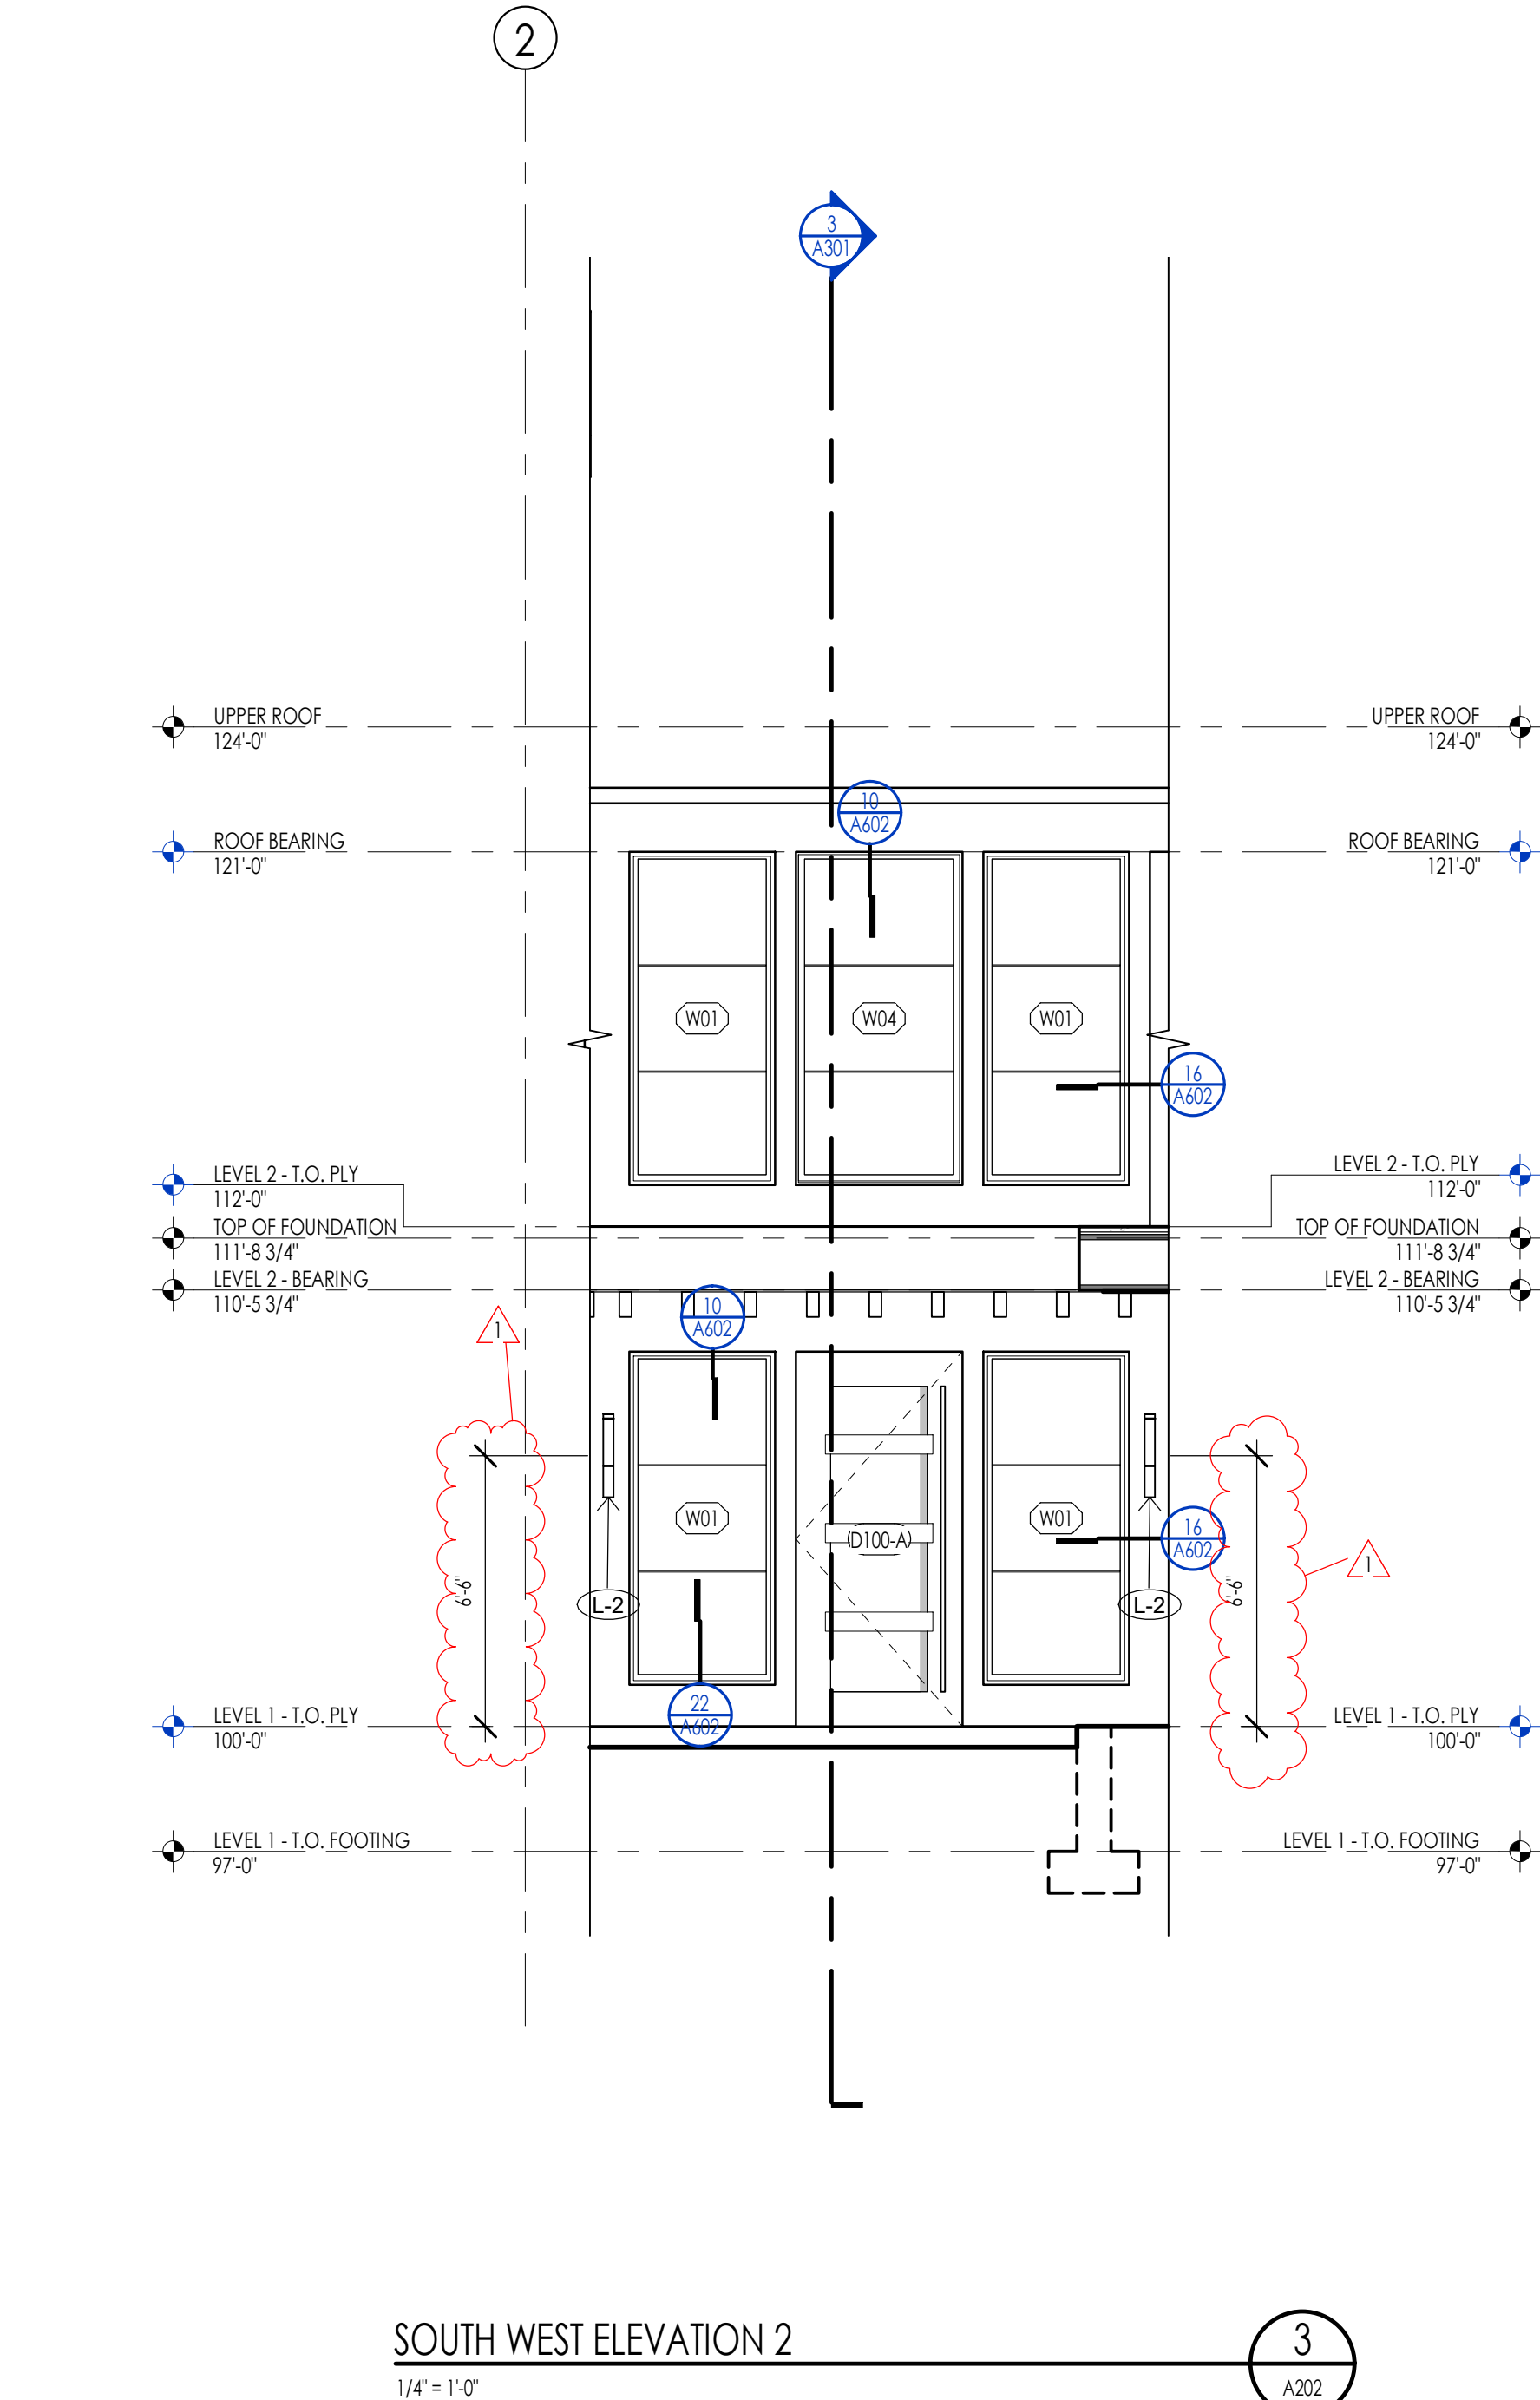 2
3
A301
UPPER ROOF
124'-0"
UPPER ROOF
124'-0"
10
A602
ROOF BEARING
121'-0"
ROOF BEARING
121'-0"
W01
W04
W01
16
A602
LEVEL 2 - T.O. PLY
112'-0"
LEVEL 2 - T.O. PLY
112'-0"
TOP OF FOUNDATION
111'-8 3/4"
TOP OF FOUNDATION
111'-8 3/4"
LEVEL 2 - BEARING
110'-5 3/4"
LEVEL 2 - BEARING
110'-5 3/4"
10
A602
1
W01
D100-A
W01
16
A602
1
6'-6"
L-2
L-2
6'-6"
22
A602
LEVEL 1 - T.O. PLY
100'-0"
LEVEL 1 - T.O. PLY
100'-0"
LEVEL 1 - T.O. FOOTING
97'-0"
LEVEL 1 - T.O. FOOTING
97'-0"
SOUTH WEST ELEVATION 2
3
1/4" = 1'-0"
A202